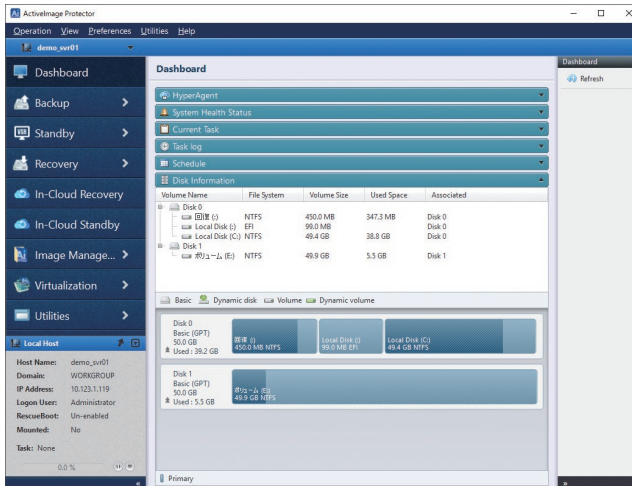 ActiveImage Protector
Operation View Preferences Utilities Help
demo_svr01
Dashboard
Backup
Standby
Recovery
In-Cloud Recovery
In-Cloud Standby
Image Manage...
Virtualization
Utilities
Local Host
Host Name: demo_svr01
Domain: WORKGROUP
IP Address: 10.123.1.119
Logon User: Administrator
RescueBoot: Un-enabled
Mounted: No
Task: None
0.0 %
Dashboard
HyperAgent
System Health Status
Current Task
Task log
Schedule
Disk Information
Volume Name File System Volume Size Used Space Associated
Disk 0
回復 (:) NTFS 450.0 MB 347.3 MB Disk 0
Local Disk (:) EFI 99.0 MB Disk 0
Local Disk (C:) NTFS 49.4 GB 38.8 GB Disk 0
Disk 1
ボリューム (E:) NTFS 49.9 GB 5.5 GB Disk 1
Basic Dynamic disk Volume Dynamic volume
Disk 0
Basic (GPT)
50.0 GB
Used : 39.2 GB
回復 (:)
450.0 MB NTFS
Local Disk (:)
99.0 MB EFI
Local Disk (C:)
49.4 GB NTFS
Disk 1
Basic (GPT)
50.0 GB
Used : 5.5 GB
ボリューム (E:)
49.9 GB NTFS
Primary
Dashboard
Refresh